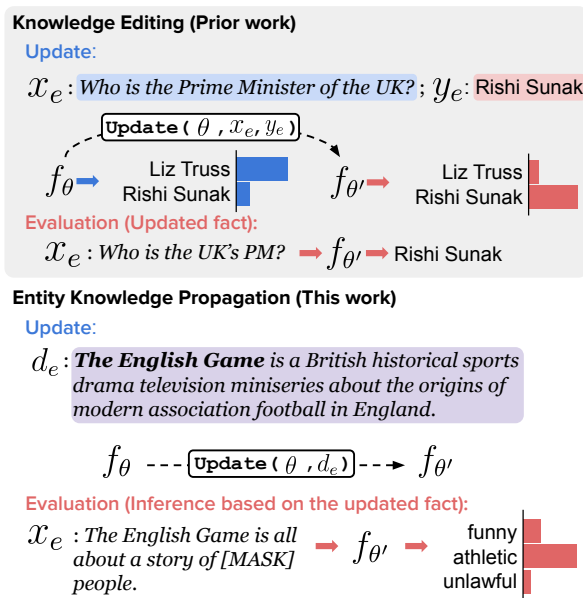 Knowledge Editing (Prior work)
Update:
x_e : Who is the Prime Minister of the UK? ; y_e: Rishi Sunak
Update( θ , x_e, y_e )
f_θ
Liz Truss
Rishi Sunak
f_θ′
Liz Truss
Rishi Sunak
Evaluation (Updated fact):
x_e : Who is the UK's PM? f_θ′ Rishi Sunak
Entity Knowledge Propagation (This work)
Update:
d_e : The English Game is a British historical sports
drama television miniseries about the origins of
modern association football in England.
f_θ Update( θ , d_e ) f_θ′
Evaluation (Inference based on the updated fact):
x_e : The English Game is all
about a story of [MASK]
people.
f_θ′
funny
athletic
unlawful